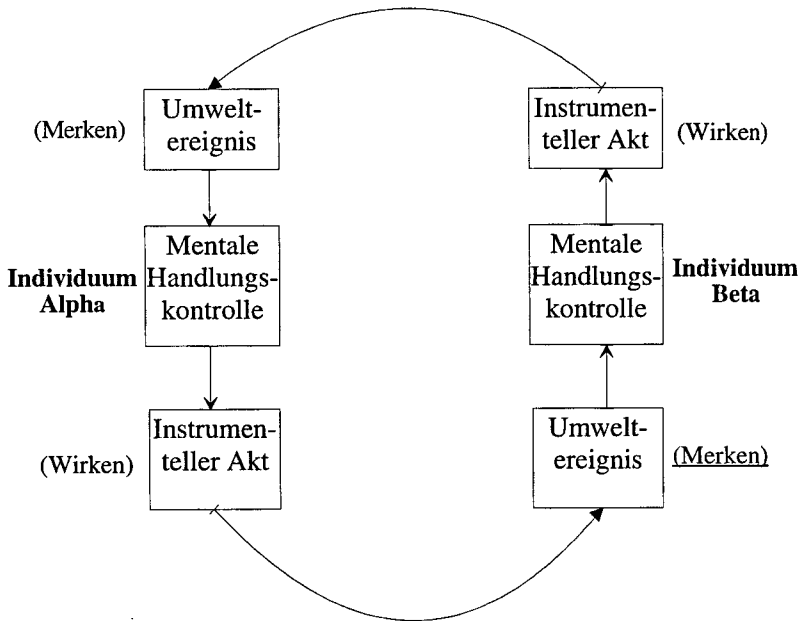 (Merken)
Umwelt-
ereignis
Mentale
Handlungs-
kontrolle
Individuum
Alpha
Instrumen-
teller Akt
(Wirken)
Instrumen-
teller Akt
(Wirken)
Mentale
Handlungs-
kontrolle
Individuum
Beta
Umwelt-
ereignis
(Merken)